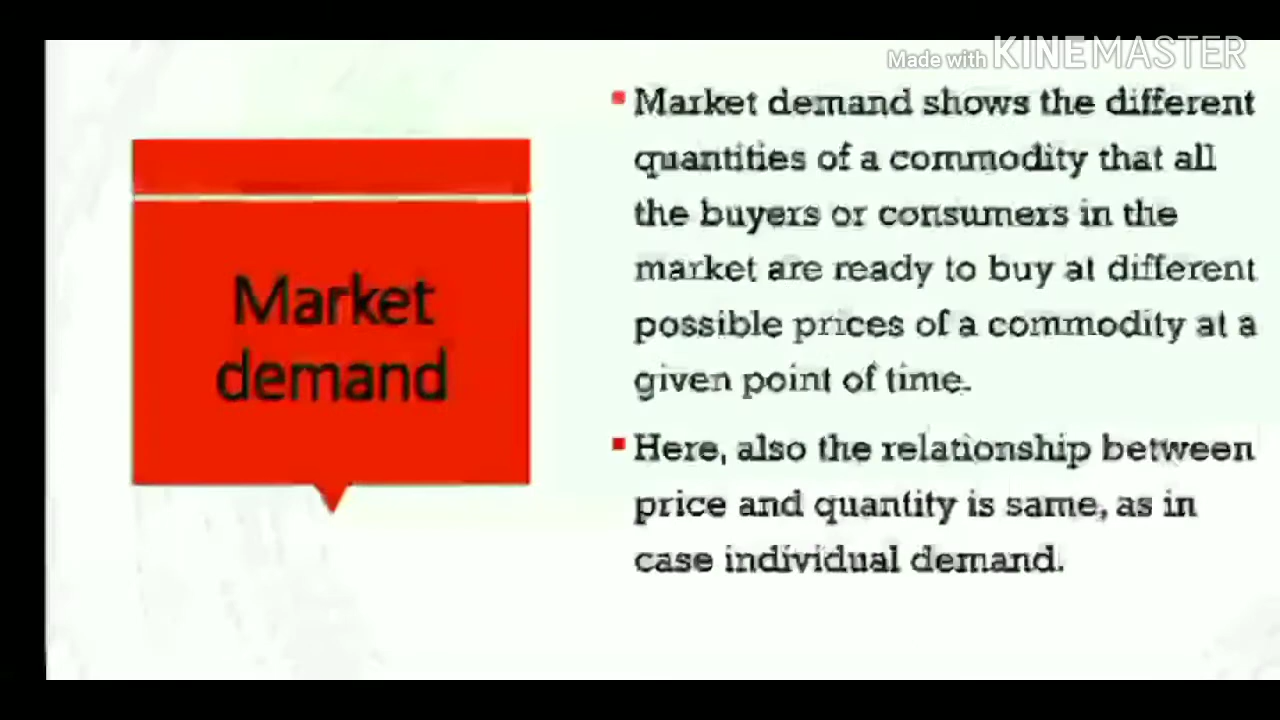 Made with KINEMASTER
Market demand shows the different
quantities of a commodity that all
the buyers or consumers in the
market are ready to buy at different
possible prices of a commodity at a
given point of time.
Here, also the relationship between
price and quantity is same, as in
case individual demand.
Market
demand